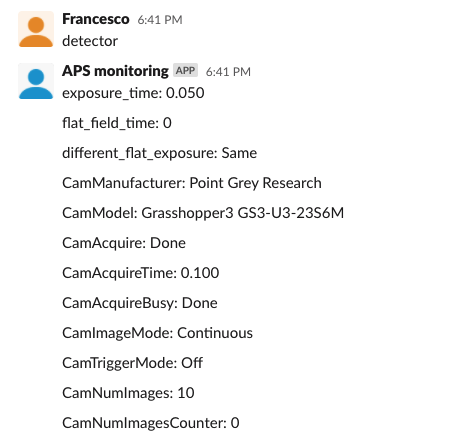 Francesco 6:41 PM
detector
APS monitoring APP 6:41 PM
exposure_time: 0.050
flat_field_time: 0
different_flat_exposure: Same
CamManufacturer: Point Grey Research
CamModel: Grasshopper3 GS3-U3-23S6M
CamAcquire: Done
CamAcquireTime: 0.100
CamAcquireBusy: Done
CamImageMode: Continuous
CamTriggerMode: Off
CamNumImages: 10
CamNumImagesCounter: 0